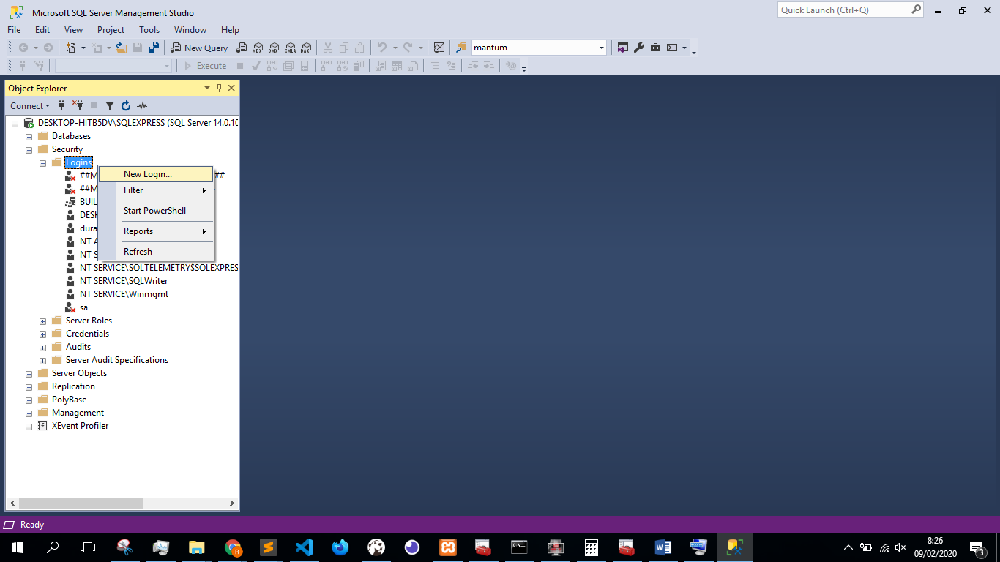 Microsoft SQL Server Management Studio
Quick Launch (Ctrl+Q)
File Edit View Project Tools Window Help
New Query MDX DMX XMLA DAX mantum
Execute
Object Explorer
Connect
DESKTOP-HITB5DV\SQLEXPRESS (SQL Server 14.0.10
Databases
Security
Logins
##M
##
New Login...
##M
Filter
BUIL
DESK
Start PowerShell
dura
NT A
Reports
NT S
Refresh
NT SERVICE\SQLTELEMETRY$SQLEXPRES
NT SERVICE\SQLWriter
NT SERVICE\Winmgmt
sa
Server Roles
Credentials
Audits
Server Audit Specifications
Server Objects
Replication
PolyBase
Management
XEvent Profiler
Ready
8:26
09/02/2020
3